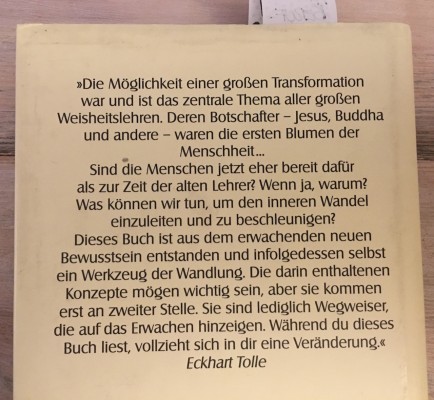 »Die Möglichkeit einer großen Transformation
war und ist das zentrale Thema aller großen
Weisheitslehren. Deren Botschafter – Jesus, Buddha
und andere – waren die ersten Blumen der
Menschheit...
Sind die Menschen jetzt eher bereit dafür
als zur Zeit der alten Lehrer? Wenn ja, warum?
Was können wir tun, um den inneren Wandel
einzuleiten und zu beschleunigen?
Dieses Buch ist aus dem erwachenden neuen
Bewusstsein entstanden und infolgedessen selbst
ein Werkzeug der Wandlung. Die darin enthaltenen
Konzepte mögen wichtig sein, aber sie kommen
erst an zweiter Stelle. Sie sind lediglich Wegweiser,
die auf das Erwachen hinzeigen. Während du dieses
Buch liest, vollzieht sich in dir eine Veränderung.«
Eckhart Tolle